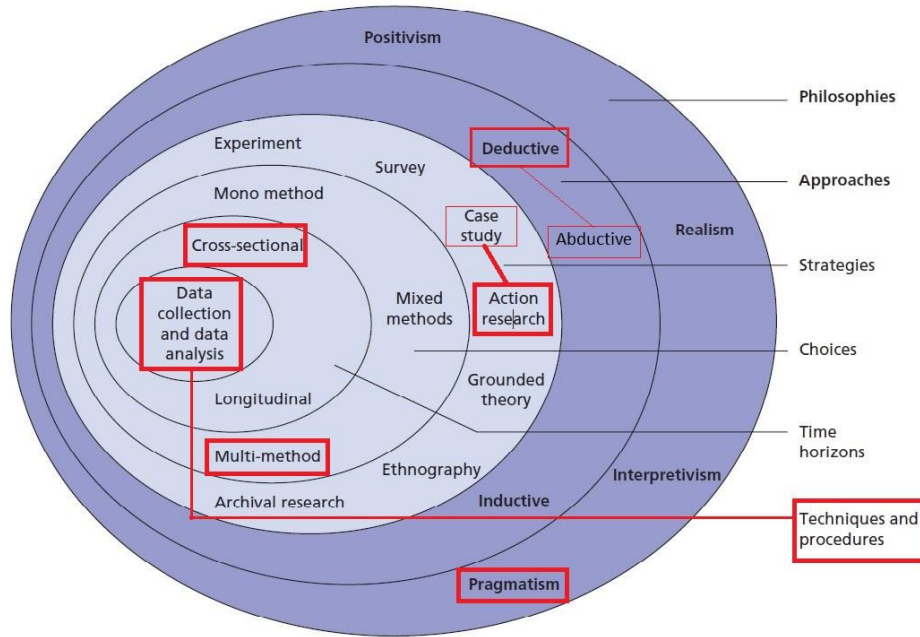 Positivism
Philosophies
Experiment
Deductive
Survey
Approaches
Mono method
Case
study
Abductive
Realism
Cross-sectional
Strategies
Data
collection
and data
analysis
Mixed
methods
Action
research
Choices
Longitudinal
Grounded
theory
Time
horizons
Multi-method
Ethnography
Interpretivism
Archival research
Inductive
Techniques and
procedures
Pragmatism